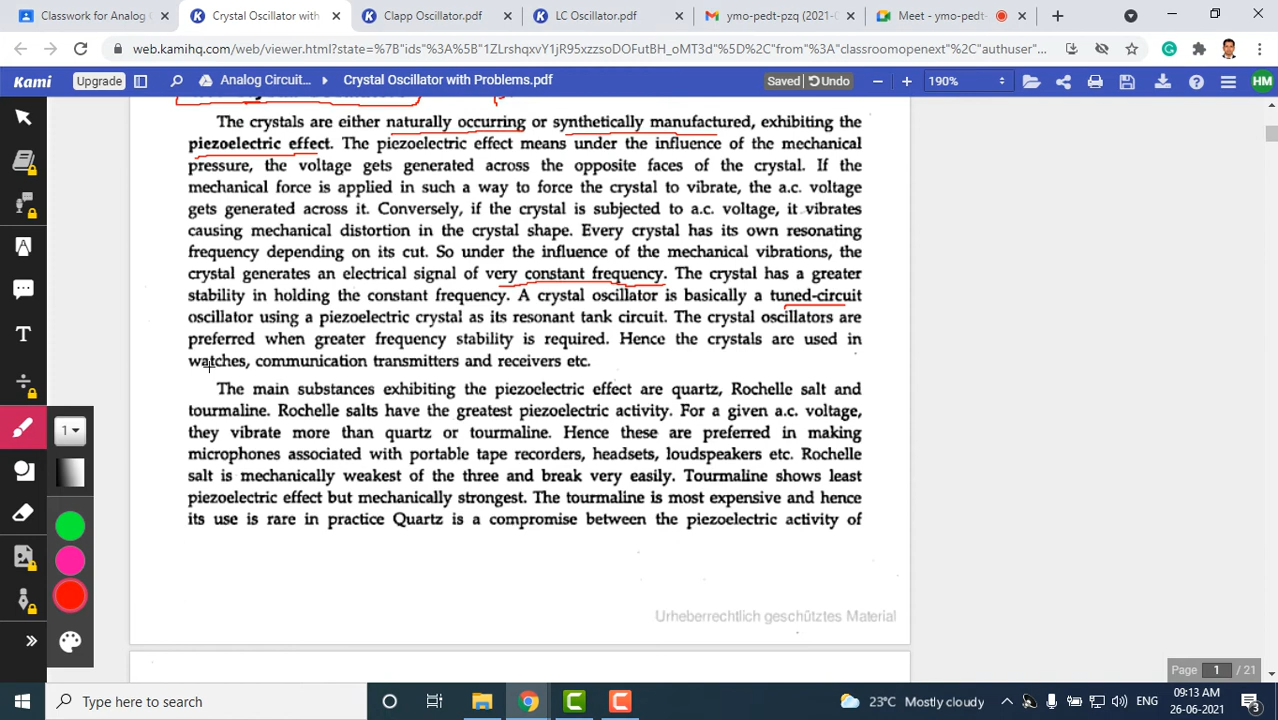 Classwork for Analog C
Crystal Oscillator with
Clapp Oscillator.pdf
LC Oscillator.pdf
ymo-pedt-pzq (2021-
Meet - ymo-pedt-
web.kamihq.com/web/viewer.html?state=%7B"ids"%3A%5B"1ZLrshqxvY1jR95xzzsoDOFutBH_oMT3d"%5D%2C"action"%3A"classroomopennext"%2C"authuser"...
Kami
Upgrade
Analog Circuit...
Crystal Oscillator with Problems.pdf
Saved
Undo
190%
HM
The crystals are either naturally occurring or synthetically manufactured, exhibiting the
piezoelectric effect. The piezoelectric effect means under the influence of the mechanical
pressure, the voltage gets generated across the opposite faces of the crystal. If the
mechanical force is applied in such a way to force the crystal to vibrate, the a.c. voltage
gets generated across it. Conversely, if the crystal is subjected to a.c. voltage, it vibrates
causing mechanical distortion in the crystal shape. Every crystal has its own resonating
frequency depending on its cut. So under the influence of the mechanical vibrations, the
crystal generates an electrical signal of very constant frequency. The crystal has a greater
stability in holding the constant frequency. A crystal oscillator is basically a tuned-circuit
oscillator using a piezoelectric crystal as its resonant tank circuit. The crystal oscillators are
preferred when greater frequency stability is required. Hence the crystals are used in
watches, communication transmitters and receivers etc.
The main substances exhibiting the piezoelectric effect are quartz, Rochelle salt and
tourmaline. Rochelle salts have the greatest piezoelectric activity. For a given a.c. voltage,
they vibrate more than quartz or tourmaline. Hence these are preferred in making
microphones associated with portable tape recorders, headsets, loudspeakers etc. Rochelle
salt is mechanically weakest of the three and break very easily. Tourmaline shows least
piezoelectric effect but mechanically strongest. The tourmaline is most expensive and hence
its use is rare in practice Quartz is a compromise between the piezoelectric activity of
Urheberrechtlich geschütztes Material
1
Page 1 / 21
Type here to search
23°C Mostly cloudy
ENG
09:13 AM
26-06-2021
3